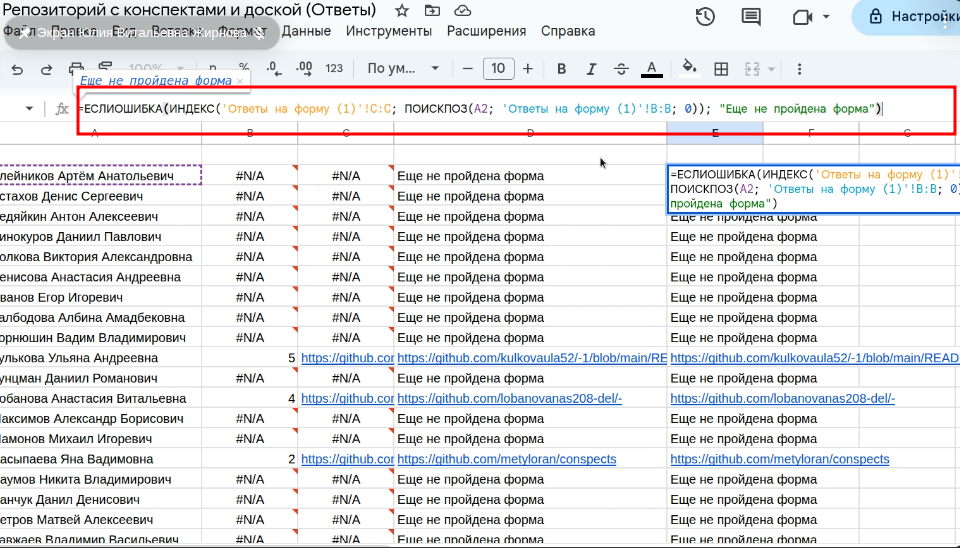 Репозиторий с конспектами и доской (Ответы)
Экран Юлия Витальевна Жирнова
Данные Инструменты Расширения Справка
Настройки
% .0 .00 123 По ум... 10 B I S A
Еще не пройдена форма ×
fx =ЕСЛИОШИБКА(ИНДЕКС('Ответы на форму (1)'!C:C; ПОИСКПОЗ(A2; 'Ответы на форму (1)'!B:B; 0)); "Еще не пройдена форма")
A B C D E F G
лейников Артём Анатольевич #N/A #N/A Еще не пройдена форма =ЕСЛИОШИБКА(ИНДЕКС('Ответы на форму (1)'!
ПОИСКПОЗ(A2; 'Ответы на форму (1)'!B:B; 0)
пройдена форма")
стахов Денис Сергеевич #N/A #N/A Еще не пройдена форма
едяйкин Антон Алексеевич #N/A #N/A Еще не пройдена форма Еще не пройдена форма
инокуров Даниил Павлович #N/A #N/A Еще не пройдена форма Еще не пройдена форма
олкова Виктория Александровна #N/A #N/A Еще не пройдена форма Еще не пройдена форма
енисова Анастасия Андреевна #N/A #N/A Еще не пройдена форма Еще не пройдена форма
ванов Егор Игоревич #N/A #N/A Еще не пройдена форма Еще не пройдена форма
албодова Албина Амадбековна #N/A #N/A Еще не пройдена форма Еще не пройдена форма
орнюшин Вадим Владимирович #N/A #N/A Еще не пройдена форма Еще не пройдена форма
улькова Ульяна Андреевна 5 https://github.cor https://github.com/kulkovaula52/-1/blob/main/RE https://github.com/kulkovaula52/-1/blob/main/READ
унцман Даниил Романович #N/A #N/A Еще не пройдена форма Еще не пройдена форма
обанова Анастасия Витальевна 4 https://github.cor https://github.com/lobanovanas208-del/- https://github.com/lobanovanas208-del/-
аксимов Александр Борисович #N/A #N/A Еще не пройдена форма Еще не пройдена форма
амонов Михаил Игоревич #N/A #N/A Еще не пройдена форма Еще не пройдена форма
асыпаева Яна Вадимовна 2 https://github.cor https://github.com/metyloran/conspects https://github.com/metyloran/conspects
аумов Никита Владимирович #N/A #N/A Еще не пройдена форма Еще не пройдена форма
анчук Данил Денисович #N/A #N/A Еще не пройдена форма Еще не пройдена форма
етров Матвей Алексеевич #N/A #N/A Еще не пройдена форма Еще не пройдена форма
авжаев Владимир Васильевич #N/A #N/A Еще не пройдена форма Еще не пройдена форма